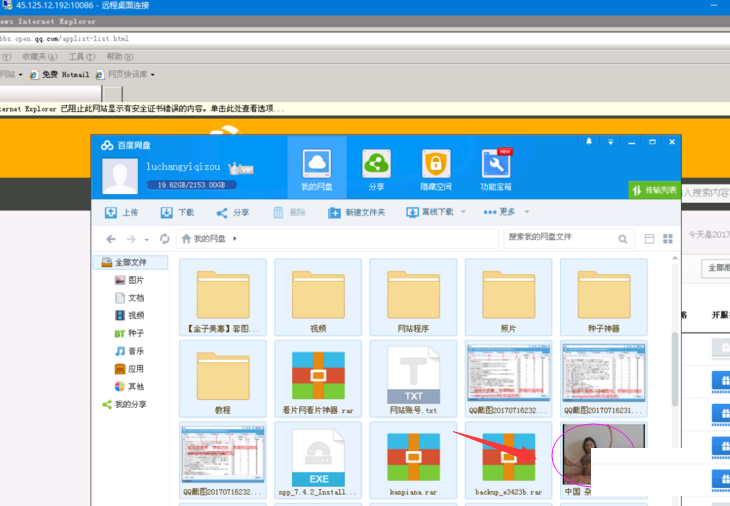 45.125.12.192:10086 - 远程桌面连接
ows Internet Explorer
bbs.open.qq.com/applist-list.html
(V) 收藏夹(A) 工具(T) 帮助(H)
网站 免费 Hotmail 网页快讯库
ternet Explorer 已阻止此网站显示有安全证书错误的内容。单击此处查看选项...
百度网盘
luchangyiqizou VIP
19.62GB/2153.00GB
我的网盘 分享 隐藏空间 NEW 功能宝箱
传输列表
入搜索内容
上传 下载 分享 删除 新建文件夹 离线下载 更多
我的网盘
搜索我的网盘文件
今天是2017
全部文件
图片
文档
视频
BT 种子
音乐
应用
其他
我的分享
全部
开服
【金子美惠】套图... 视频 网站程序 照片 种子神器
TXT
教程 看片网看片神器.rar 网站账号.txt QQ截图20170716232... QQ截图20170716231...
EXE
QQ截图20170716232... npp_7.4.2_Install... kanpiana.rar backup_e3423b.rar 中国